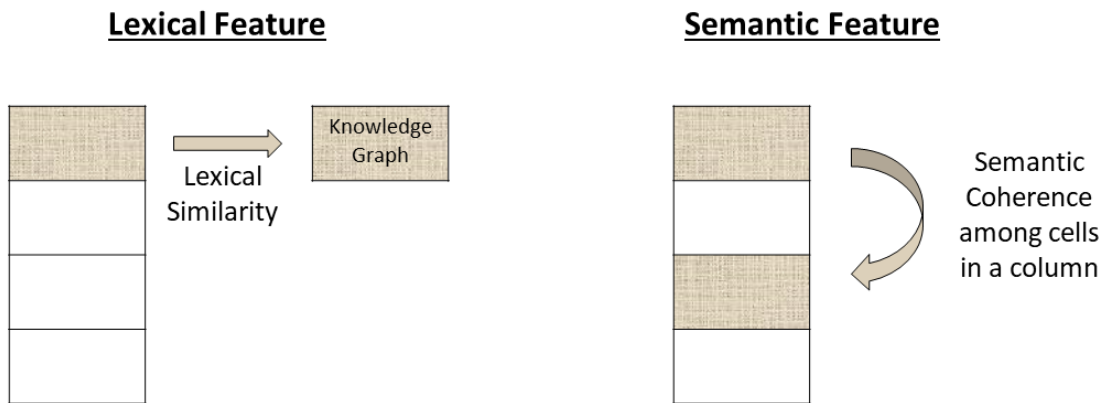 Lexical Feature
Semantic Feature
Knowledge
Graph
Lexical
Similarity
Semantic
Coherence
among cells
in a column